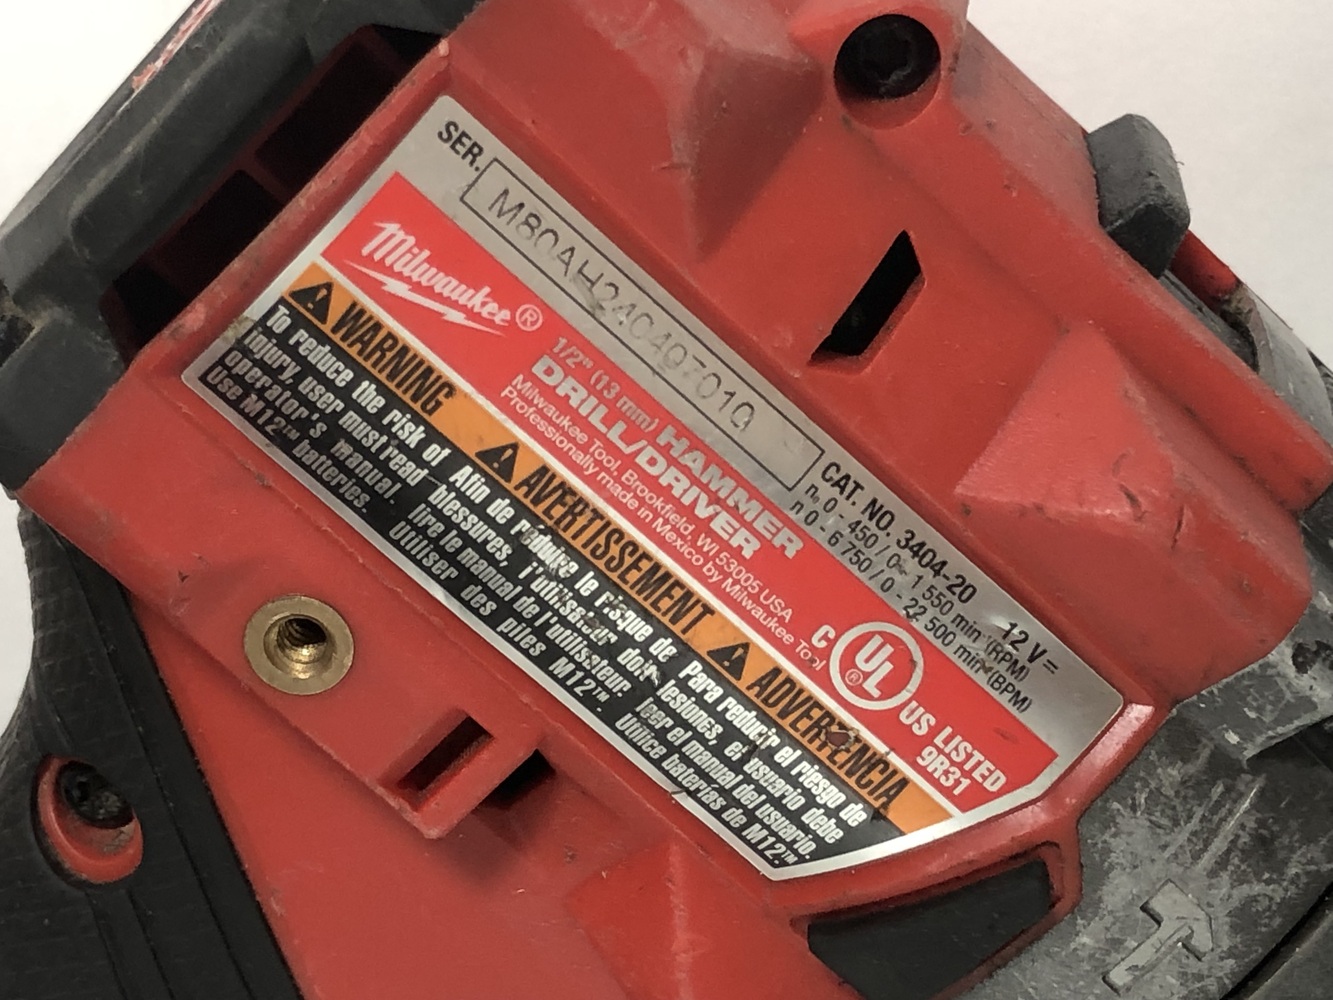 SER. M80AH240407010
Milwaukee®
1/2" (13 mm) HAMMER
DRILL/DRIVER
Milwaukee Tool, Brookfield, WI 53005 USA
Professionally made in Mexico by Milwaukee Tool
CAT. NO. 3404-20 12 V
n₀ 0 - 450 / 0 - 1 550 min⁻¹ (RPM)
n 0 - 6 750 / 0 - 22 500 min⁻¹ (BPM)
C UL® US LISTED
9R31
WARNING
To reduce the risk of
injury, user must read
operator's manual.
Use M12™ batteries.
AVERTISSEMENT
Afin de réduire le risque de
blessures, l'utilisateur doit
lire le manuel de l'utilisateur.
Utiliser des piles M12™.
ADVERTENCIA
Para reducir el riesgo de
lesiones, el usuario debe
leer el manual del usuario.
Utilice baterías de M12™